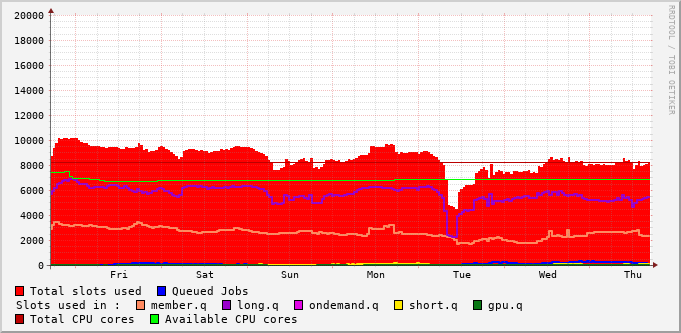 20000
18000
16000
14000
12000
10000
8000
6000
4000
2000
0
Fri Sat Sun Mon Tue Wed Thu
Total slots used Queued Jobs
Slots used in : member.q long.q ondemand.q short.q gpu.q
Total CPU cores Available CPU cores
RRDTOOL / TOBI OETIKER